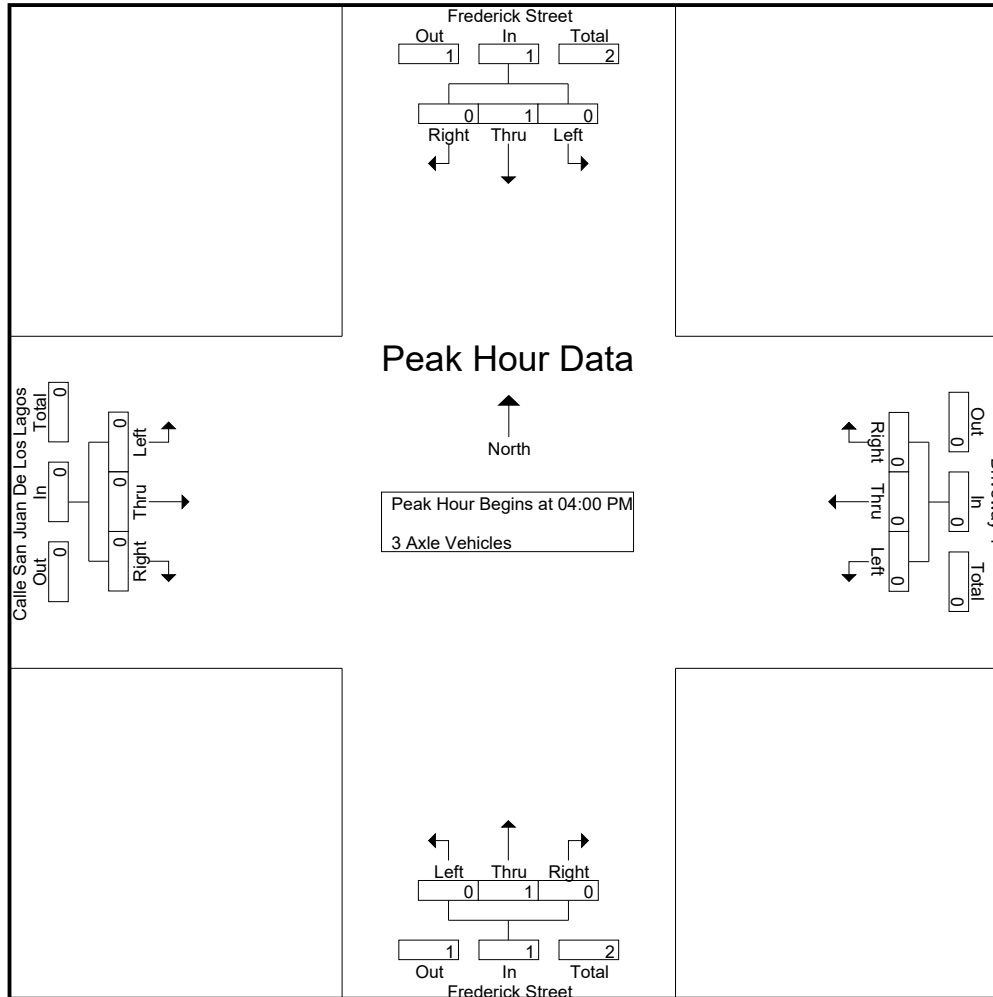 Frederick Street
Out In Total
1 1 2
0 1 0
Right Thru Left
Peak Hour Data
North
Peak Hour Begins at 04:00 PM
3 Axle Vehicles
Calle San Juan De Los Lagos
Total In Out
0 0 0
0 0 0
Left Thru Right
Right Thru Left
0 0 0
Out In Total
0 0 0
Left Thru Right
0 1 0
1 1 2
Out In Total
Frederick Street